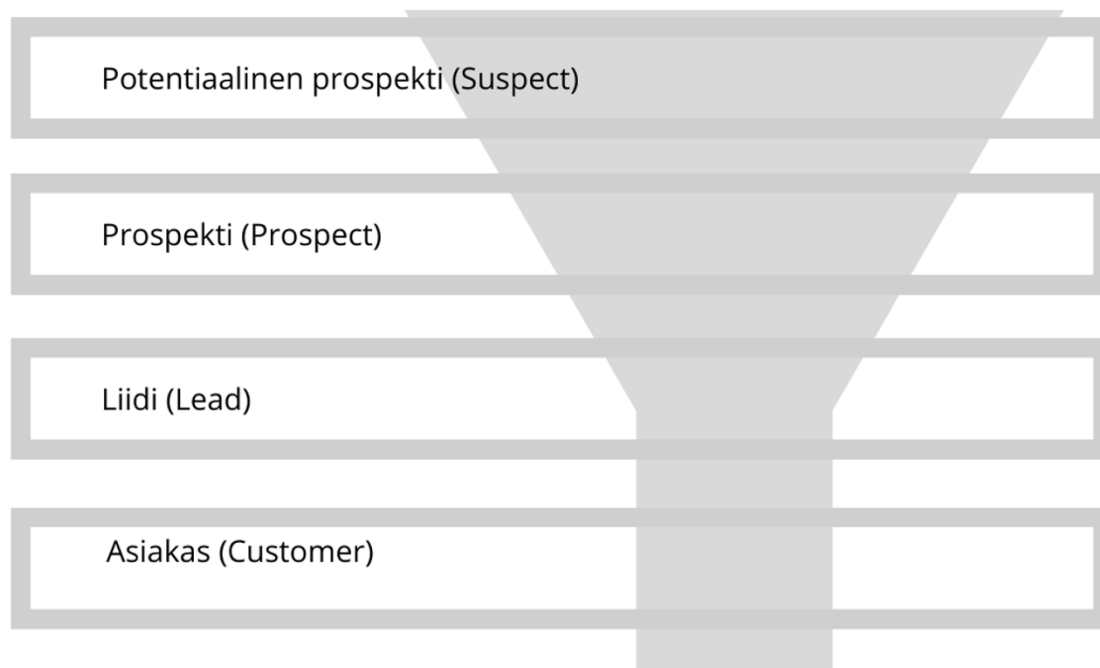 Potentiaalinen prospekti (Suspect)
Prospekti (Prospect)
Liidi (Lead)
Asiakas (Customer)